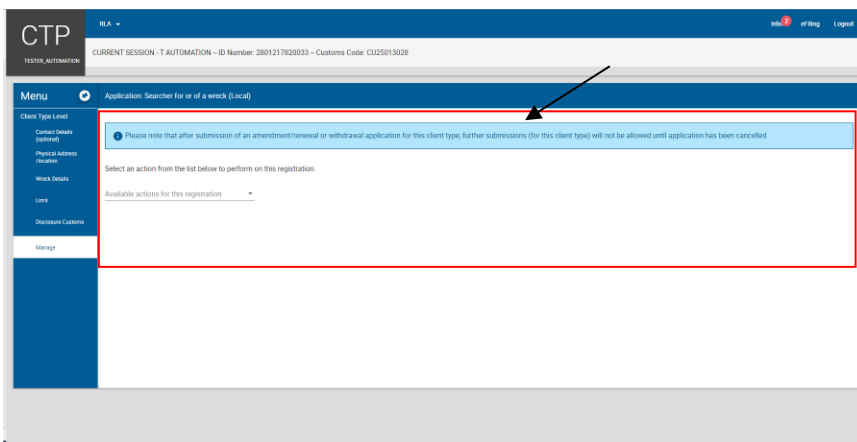 CTP
TESTER_AUTOMATION
RLA
Inbox 2 eFiling Logout
CURRENT SESSION - T AUTOMATION – ID Number: 2801217820033 – Customs Code: CU25013028
Menu
Application: Searcher for or of a wreck (Local)
Client Type Level
Contact Details
(optional)
Physical Address
/location
Wreck Details
Limit
Disclosure Customs
Manage
Please note that after submission of an amendment/renewal or withdrawal application for this client type, further submissions (for this client type) will not be allowed until application has been cancelled
Select an action from the list below to perform on this registration.
Available actions for this registration